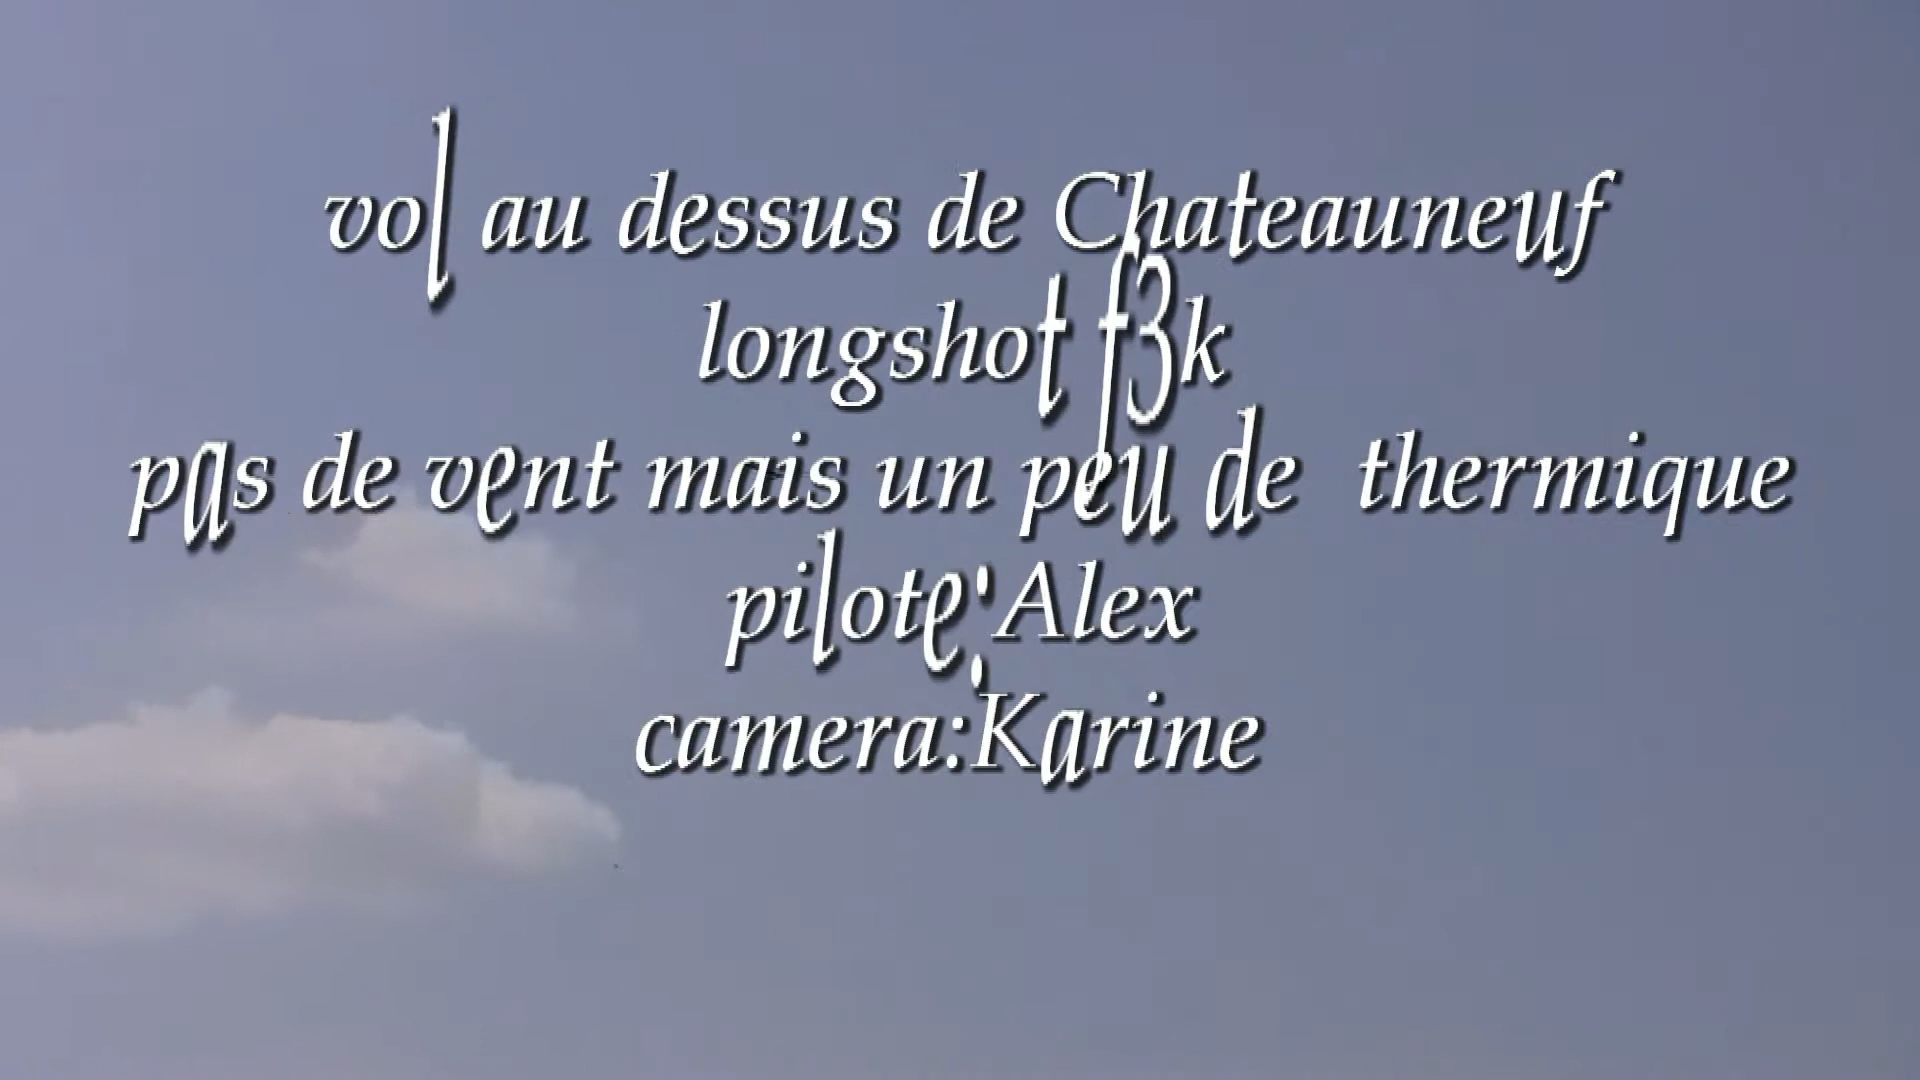 vol au dessus de Chateauneuf
longshot f3k
pas de vent mais un peu de  thermique
pilote:Alex
camera:Karine